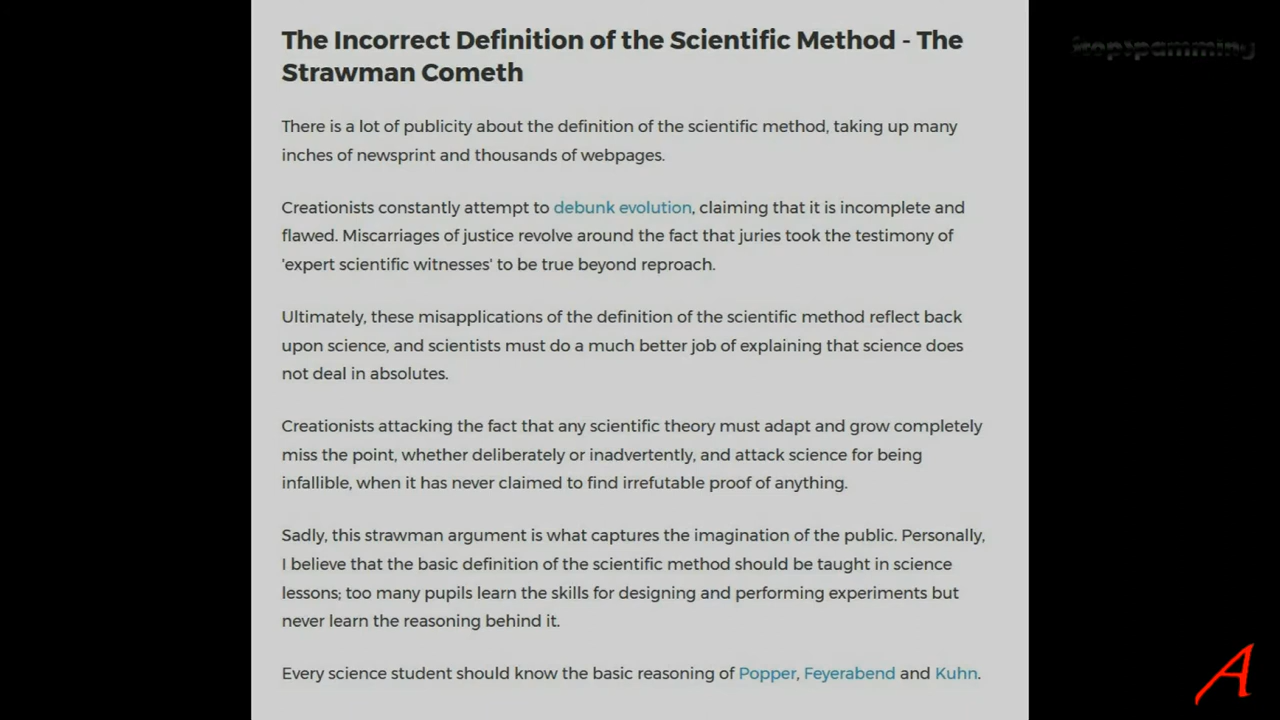 The Incorrect Definition of the Scientific Method - The
Strawman Cometh
There is a lot of publicity about the definition of the scientific method, taking up many
inches of newsprint and thousands of webpages.
Creationists constantly attempt to debunk evolution, claiming that it is incomplete and
flawed. Miscarriages of justice revolve around the fact that juries took the testimony of
'expert scientific witnesses' to be true beyond reproach.
Ultimately, these misapplications of the definition of the scientific method reflect back
upon science, and scientists must do a much better job of explaining that science does
not deal in absolutes.
Creationists attacking the fact that any scientific theory must adapt and grow completely
miss the point, whether deliberately or inadvertently, and attack science for being
infallible, when it has never claimed to find irrefutable proof of anything.
Sadly, this strawman argument is what captures the imagination of the public. Personally,
I believe that the basic definition of the scientific method should be taught in science
lessons; too many pupils learn the skills for designing and performing experiments but
never learn the reasoning behind it.
Every science student should know the basic reasoning of Popper, Feyerabend and Kuhn.
A